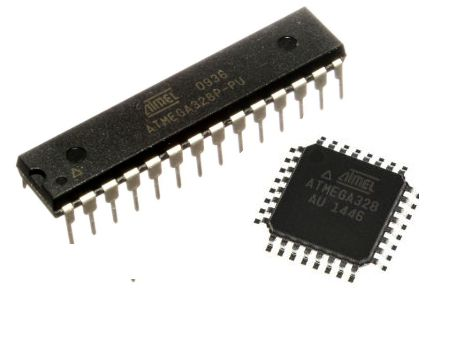 ATMEL 0936
ATMEGA328P-PU
ATMEL
ATMEGA328
AU 1446